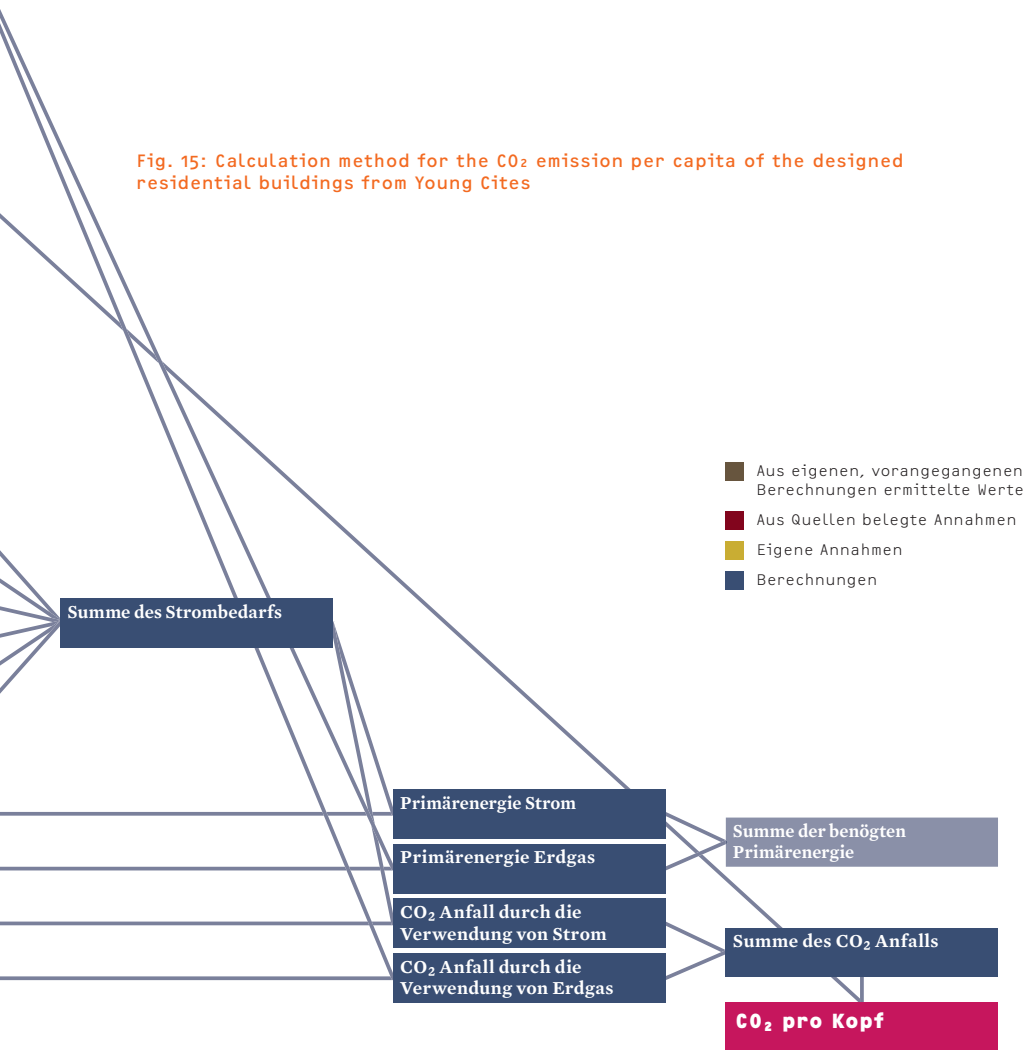 Fig. 15: Calculation method for the CO₂ emission per capita of the designed
residential buildings from Young Cites
Aus eigenen, vorangegangenen
Berechnungen ermittelte Werte
Aus Quellen belegte Annahmen
Eigene Annahmen
Berechnungen
Summe des Strombedarfs
Primärenergie Strom
Primärenergie Erdgas
CO₂ Anfall durch die
Verwendung von Strom
CO₂ Anfall durch die
Verwendung von Erdgas
Summe der benögten
Primärenergie
Summe des CO₂ Anfalls
CO₂ pro Kopf